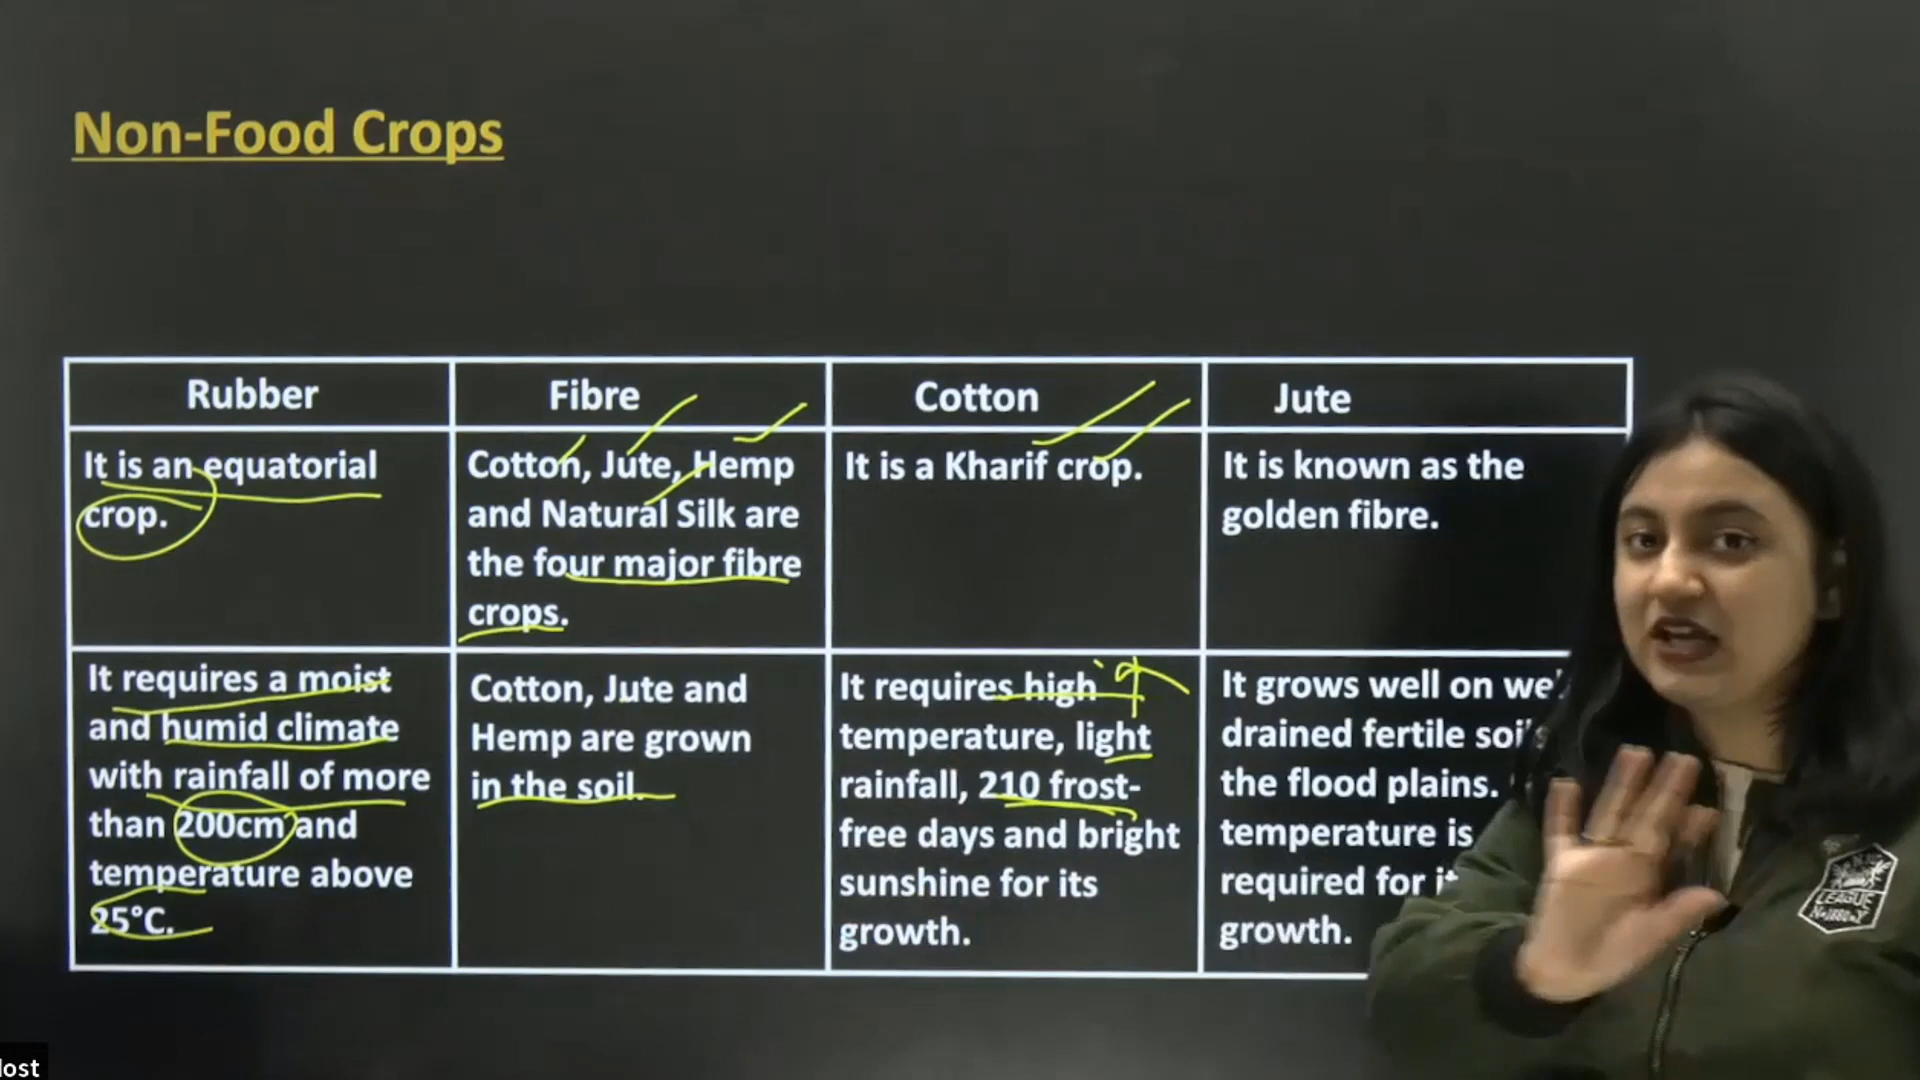 Non-Food Crops
Rubber
Fibre
Cotton
Jute
It is an equatorial
crop.
Cotton, Jute, Hemp
and Natural Silk are
the four major fibre
crops.
It is a Kharif crop.
It is known as the
golden fibre.
It requires a moist
and humid climate
with rainfall of more
than 200cm and
temperature above
25°C.
Cotton, Jute and
Hemp are grown
in the soil.
It requires high
temperature, light
rainfall, 210 frost-
free days and bright
sunshine for its
growth.
It grows well on
drained fertile
the flood plains.
temperature is
required for
growth.
LEAGUE